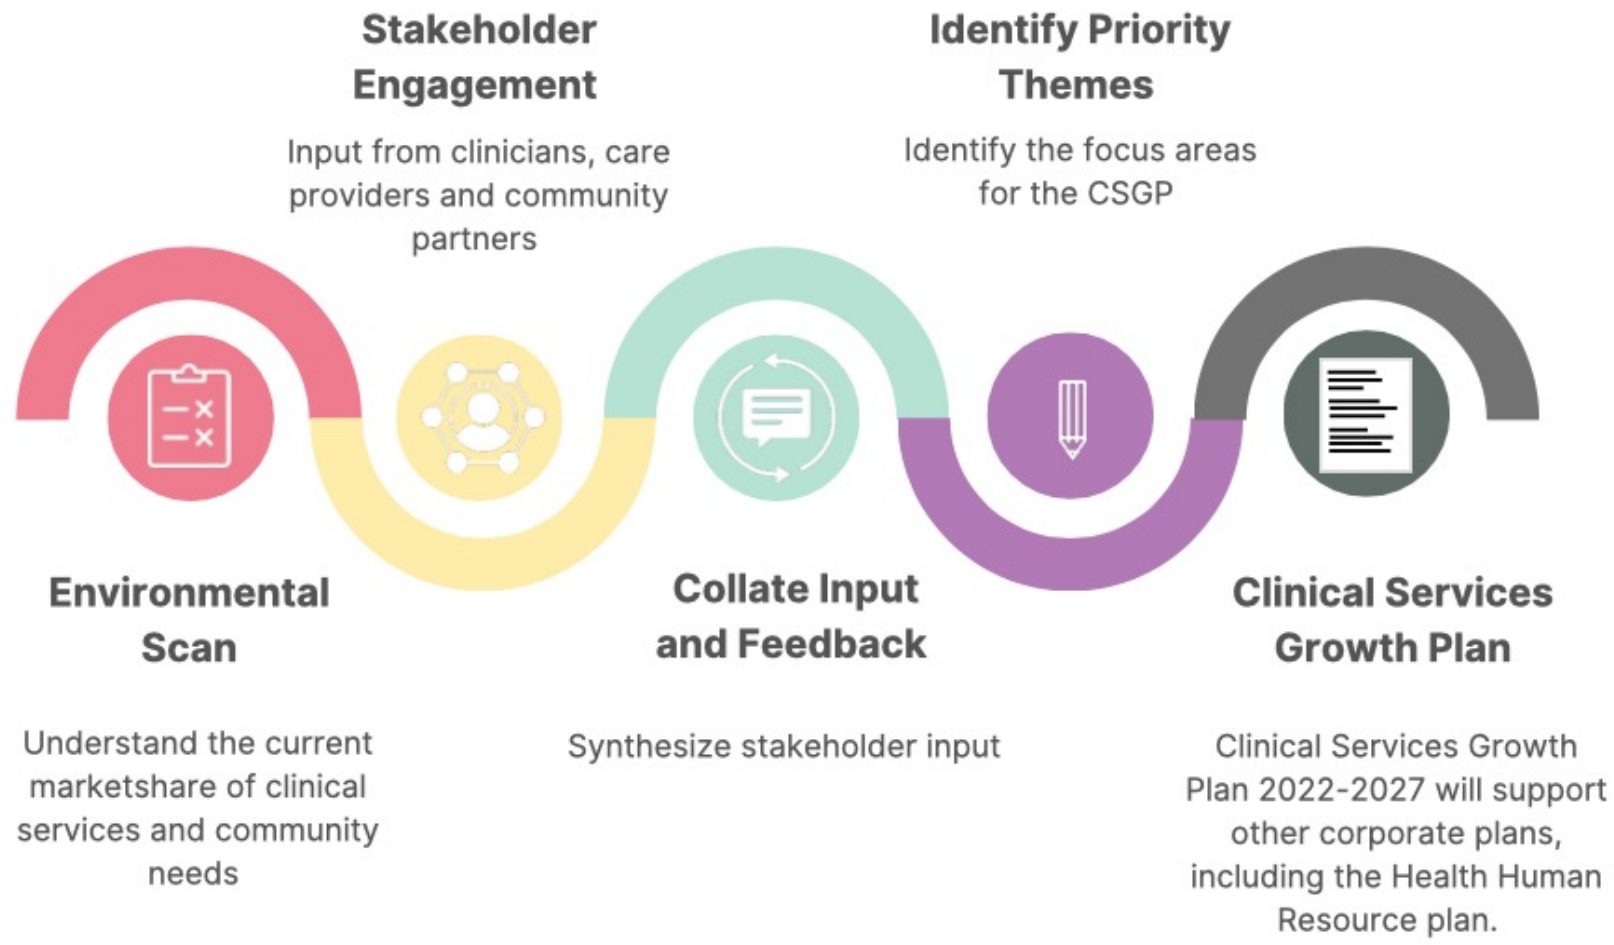 Stakeholder
Engagement
Input from clinicians, care
providers and community
partners
Identify Priority
Themes
Identify the focus areas
for the CSGP
Environmental
Scan
Understand the current
marketshare of clinical
services and community
needs
Collate Input
and Feedback
Synthesize stakeholder input
Clinical Services
Growth Plan
Clinical Services Growth
Plan 2022-2027 will support
other corporate plans,
including the Health Human
Resource plan.